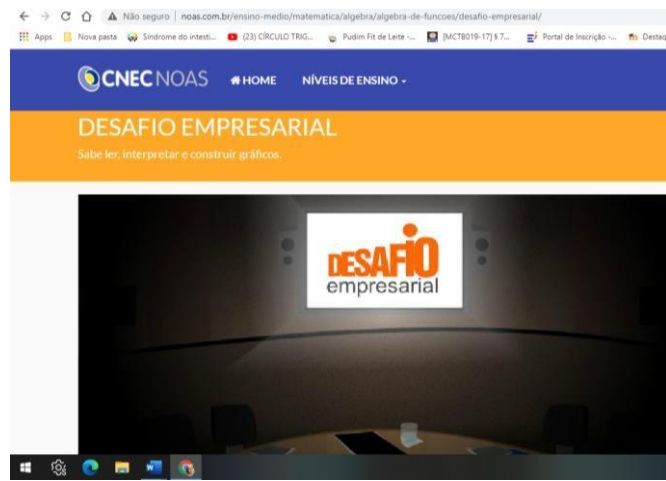 Não seguro | noas.com.br/ensino-medio/matematica/algebra/algebra-de-funcoes/desafio-empresarial/
Apps Nova pasta Sindrome do intesti... (23) CÍRCULO TRIG... Pudim Fit de Leite -... [MCTB019-17] § 7... Portal de Inscrição -... Destaq
CNEC NOAS HOME NÍVEIS DE ENSINO
DESAFIO EMPRESARIAL
Sabe ler, interpretar e construir gráficos.
DESAFIO
empresarial